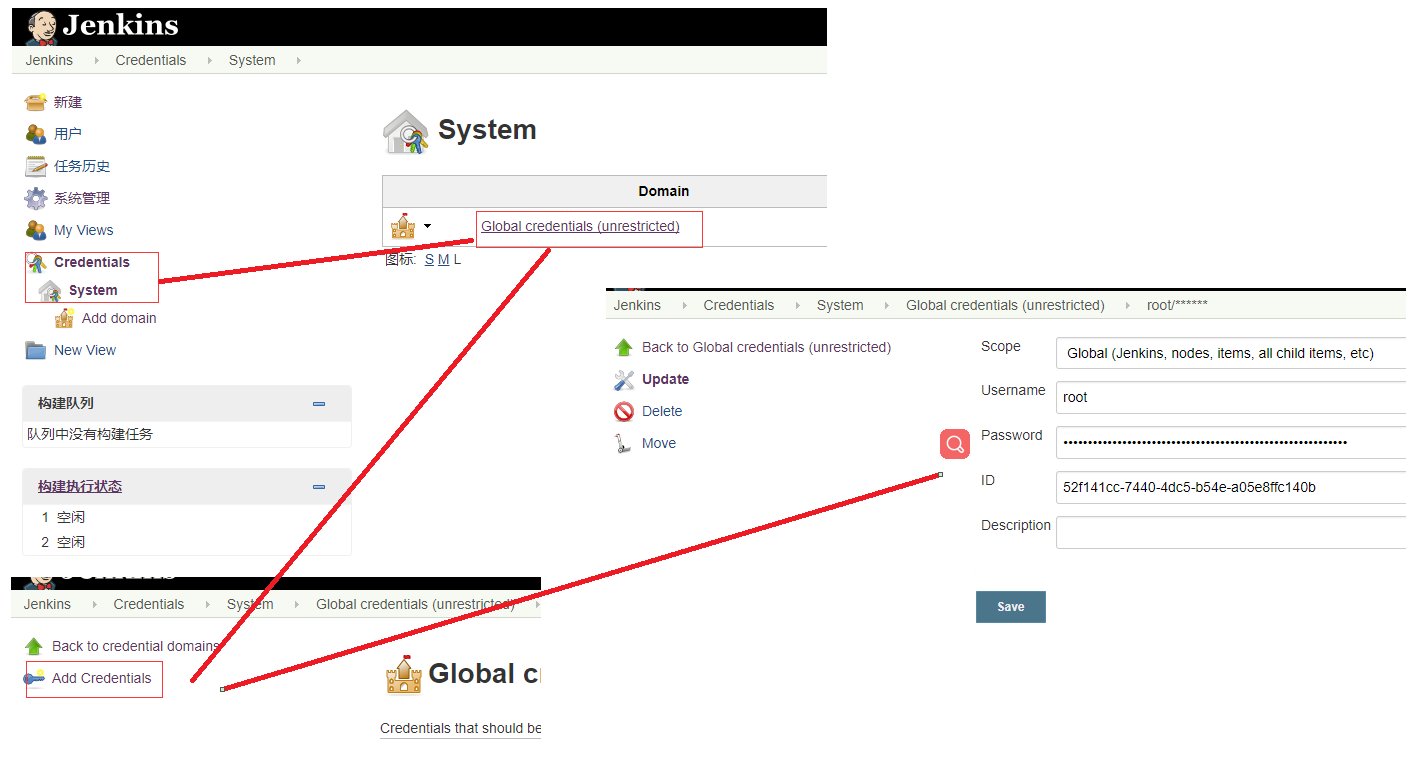 Jenkins
Jenkins Credentials System
新建
用户
任务历史
系统管理
My Views
Credentials
System
Add domain
New View
构建队列
队列中没有构建任务
构建执行状态
1 空闲
2 空闲
System
Domain
Global credentials (unrestricted)
图标: S M L
Jenkins Credentials System Global credentials (unrestricted) root/******
Back to Global credentials (unrestricted)
Update
Delete
Move
Scope Global (Jenkins, nodes, items, all child items, etc)
Username root
Password ••••••••••••••••••••••••••••••••••••••••••••••••••••••••••
ID 52f141cc-7440-4dc5-b54e-a05e8ffc140b
Description
Save
Jenkins Credentials System Global credentials (unrestricted)
Back to credential domains
Add Credentials
Global c
Credentials that should be